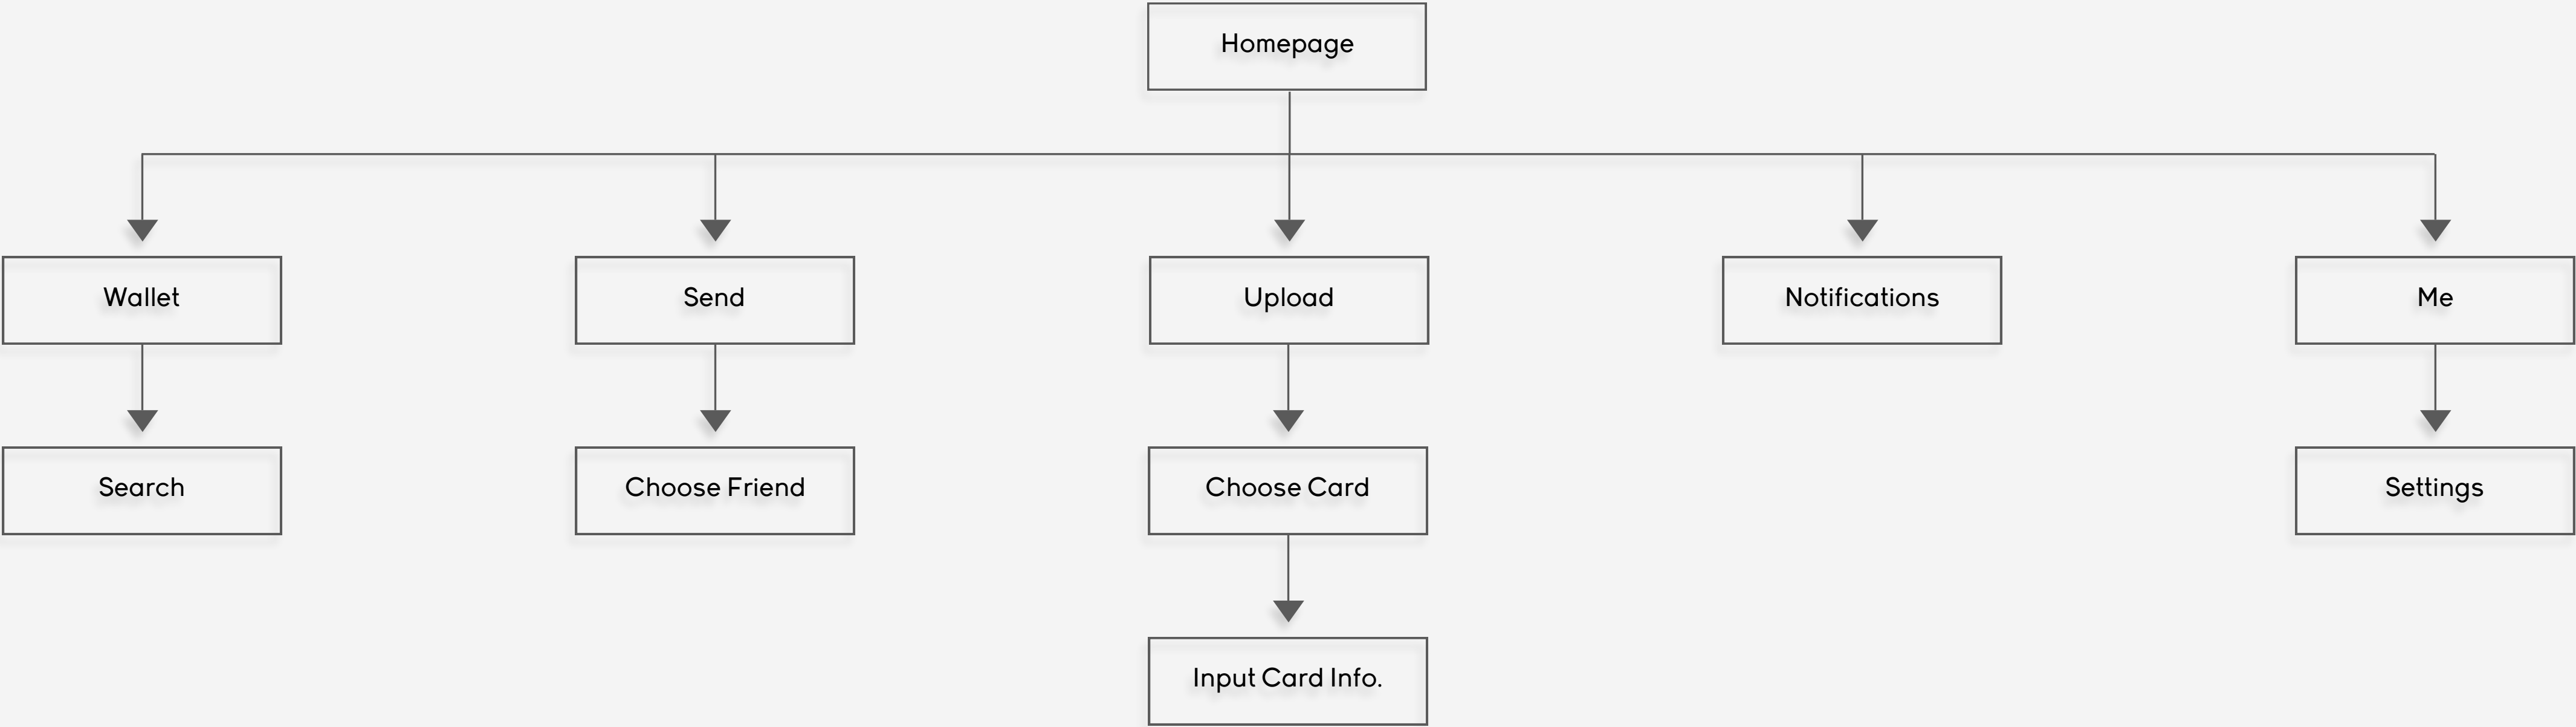 Homepage
Wallet
Send
Upload
Notifications
Me
Search
Choose Friend
Choose Card
Settings
Input Card Info.